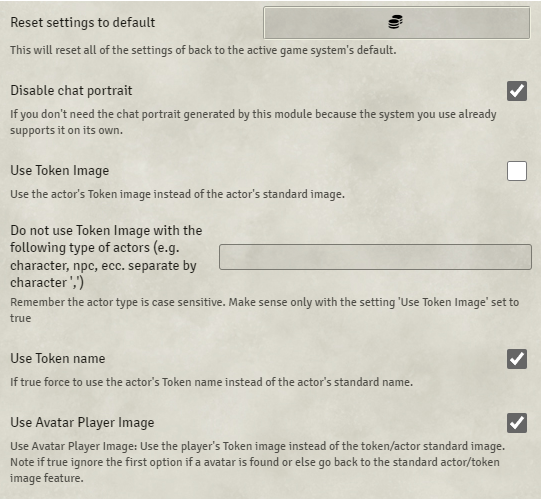 Reset settings to default
This will reset all of the settings of back to the active game system's default.
Disable chat portrait
If you don't need the chat portrait generated by this module because the system you use already
supports it on its own.
Use Token Image
Use the actor's Token image instead of the actor's standard image.
Do not use Token Image with the
following type of actors (e.g.
character, npc, ecc. separate by
character ',')
Remember the actor type is case sensitive. Make sense only with the setting 'Use Token Image' set to
true
Use Token name
If true force to use the actor's Token name instead of the actor's standard name.
Use Avatar Player Image
Use Avatar Player Image: Use the player's Token image instead of the token/actor standard image.
Note if true ignore the first option if a avatar is found or else go back to the standard actor/token
image feature.